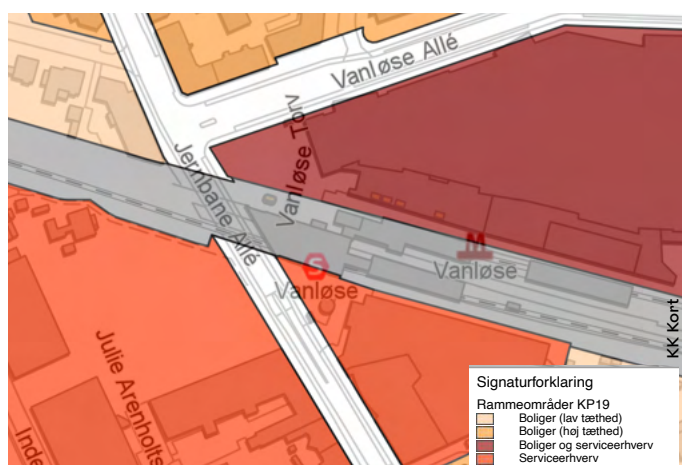 Vanløse Allé
Vanløse Torv
Jernbane Allé
M
Vanløse
S
Vanløse
KK Kort
Julie Arenholts
Inde
Signaturforklaring
Rammeområder KP19
Boliger (lav tæthed)
Boliger (høj tæthed)
Boliger og serviceerhverv
Serviceerhverv